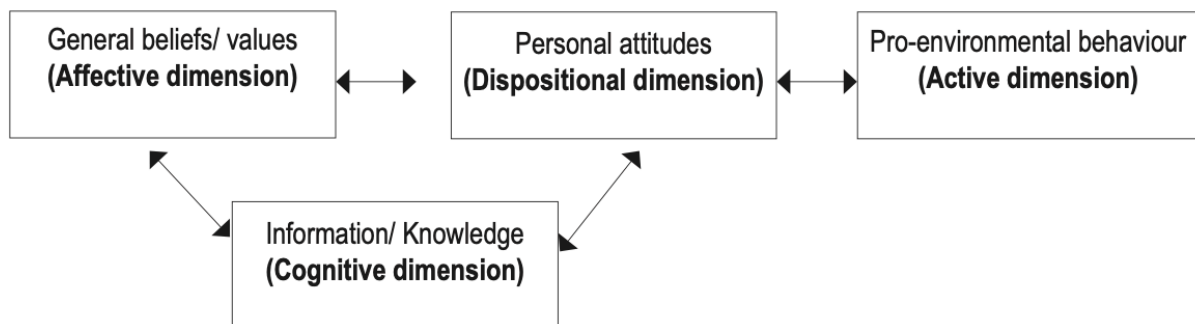 General beliefs/ values
(Affective dimension)
Personal attitudes
(Dispositional dimension)
Pro-environmental behaviour
(Active dimension)
Information/ Knowledge
(Cognitive dimension)